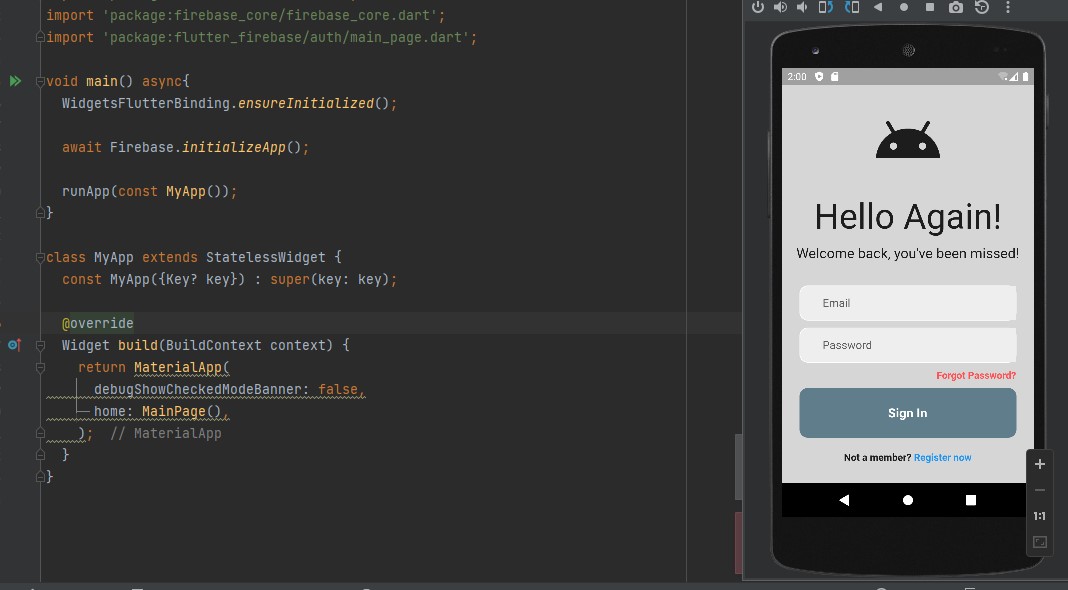 import 'package:firebase_core/firebase_core.dart';
import 'package:flutter_firebase/auth/main_page.dart';
void main() async{
WidgetsFlutterBinding.ensureInitialized();
await Firebase.initializeApp();
runApp(const MyApp());
}
class MyApp extends StatelessWidget {
const MyApp({Key? key}) : super(key: key);
@override
Widget build(BuildContext context) {
return MaterialApp(
debugShowCheckedModeBanner: false,
home: MainPage(),
);  // MaterialApp
}
}
2:00
Hello Again!
Welcome back, you've been missed!
Email
Password
Forgot Password?
Sign In
Not a member? Register now
1:1